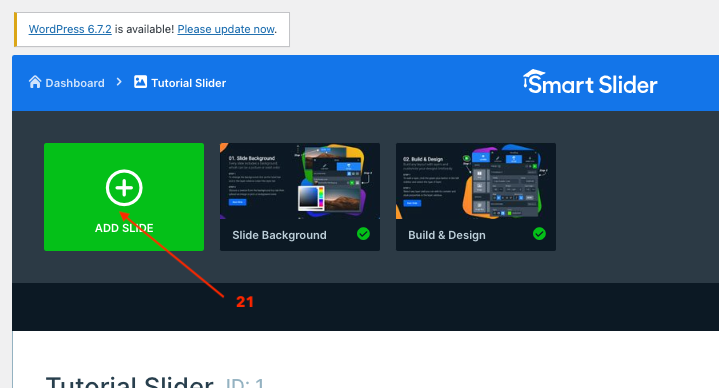 WordPress 6.7.2 is available! Please update now.
Dashboard > Tutorial Slider
Smart Slider
ADD SLIDE
01. Slide Background
Slide Background
02. Build & Design
Build & Design
21
Tutorial Slider ID: 1